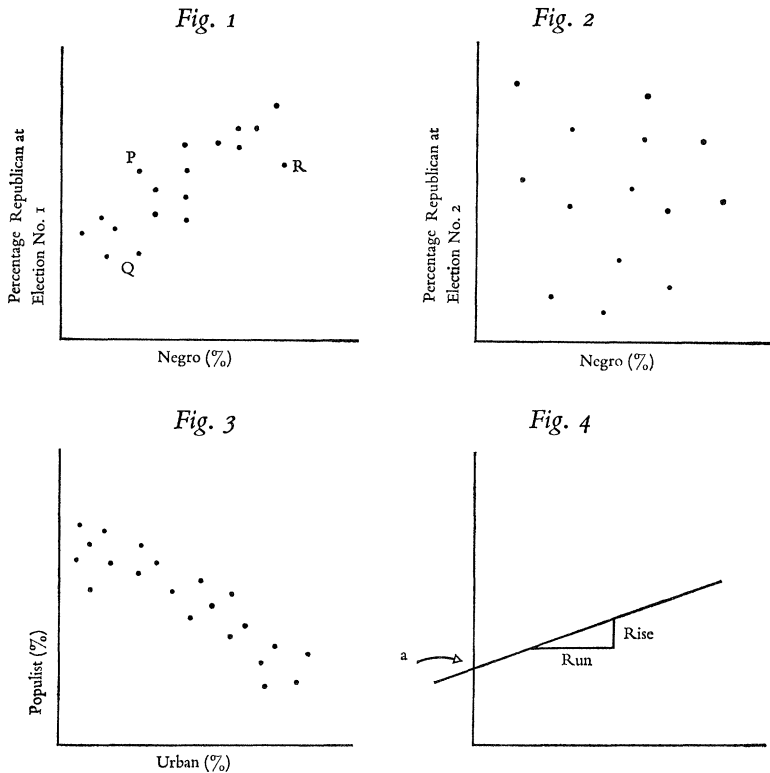 Fig. 1
Percentage Republican at
Election No. 1
P
Q
R
Negro (%)
Fig. 2
Percentage Republican at
Election No. 2
Negro (%)
Fig. 3
Populist (%)
Urban (%)
Fig. 4
a
Rise
Run